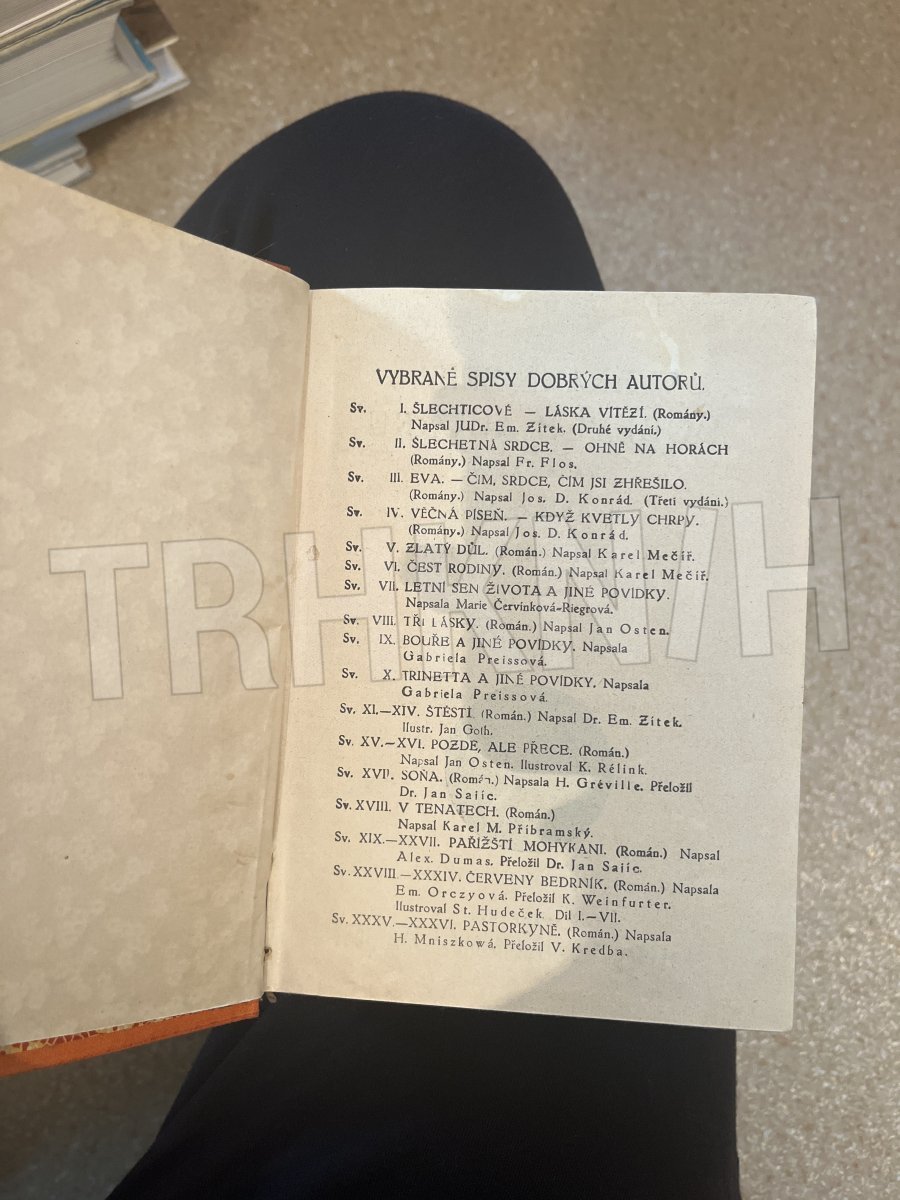 VYBRANÉ SPISY DOBRÝCH AUTORŮ.
Sv. I. ŠLECHTICOVÉ — LÁSKA VÍTĚZÍ. (Romány.)
Napsal JUDr. Em. Žitek. (Druhé vydání.)
Sv. II. ŠLECHETNÁ SRDCE. — OHNĚ NA HORÁCH
(Romány.) Napsal Fr. Flos.
Sv. III. EVA. — ČÍM, SRDCE, ČÍM JSI ZHŘEŠILO.
(Romány.) Napsal Jos. D. Konrád. (Třetí vydání.)
Sv. IV. VĚČNÁ PÍSEŇ. — KDYŽ KVETLY CHRPY.
(Romány.) Napsal Jos. D. Konrád.
Sv. V. ZLATÝ DŮL. (Román.) Napsal Karel Mečíř.
Sv. VI. ČEST RODINY. (Román.) Napsal Karel Mečíř.
Sv. VII. LETNÍ SEN ŽIVOTA A JINÉ POVÍDKY.
Napsala Marie Červinková-Riegrová.
Sv. VIII. TŘI LÁSKY. (Román.) Napsal Jan Osten.
Sv. IX. BOUŘE A JINÉ POVÍDKY. Napsala
Gabriela Preissová.
Sv. X. TRINETTA A JINÉ POVÍDKY. Napsala
Gabriela Preissová.
Sv. XI.—XIV. ŠTĚSTÍ. (Román.) Napsal Dr. Em. Žitek.
Ilustr. Jan Goth.
Sv. XV.—XVI. POZDĚ, ALE PŘECE. (Román.)
Napsal Jan Osten. Ilustroval K. Rélink.
Sv. XVII. SOŇA. (Román.) Napsala H. Gréville. Přeložil
Dr. Jan Sajíc.
Sv. XVIII. V TENATECH. (Román.)
Napsal Karel M. Příbramský.
Sv. XIX.—XXVII. PAŘÍŽŠTÍ MOHYKANI. (Román.) Napsal
Alex. Dumas. Přeložil Dr. Jan Sajíc.
Sv. XXVIII.—XXXIV. ČERVENÝ BEDRNÍK. (Román.) Napsala
Em. Orczyová. Přeložil K. Weinfurter.
Ilustroval St. Hudeček. Díl I.—VII.
Sv. XXXV.—XXXVI. PASTORKYNĚ. (Román.) Napsala
H. Mniszková. Přeložil V. Kredba.
TRHKNIH